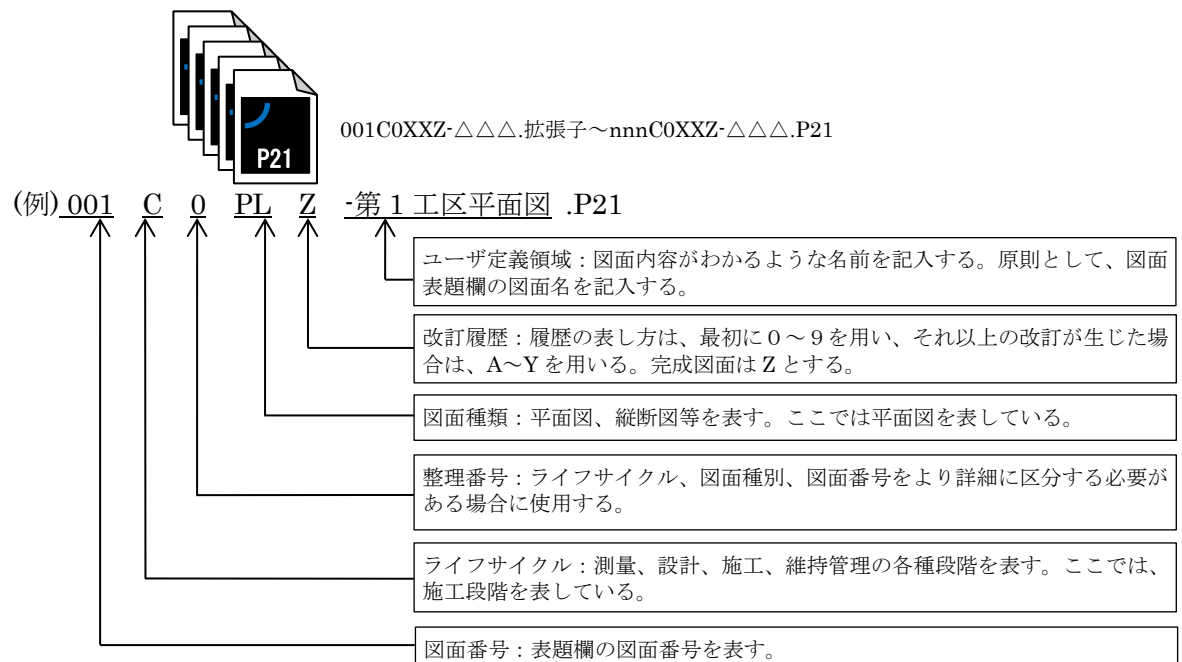 P21
001C0XXZ-△△△.拡張子～nnnC0XXZ-△△△.P21
(例) 001 C 0 PL Z -第1工区平面図 .P21
ユーザ定義領域：図面内容がわかるような名前を記入する。原則として、図面
表題欄の図面名を記入する。
改訂履歴：履歴の表し方は、最初に０～９を用い、それ以上の改訂が生じた場
合は、A～Y を用いる。完成図面は Z とする。
図面種類：平面図、縦断図等を表す。ここでは平面図を表している。
整理番号：ライフサイクル、図面種別、図面番号をより詳細に区分する必要が
ある場合に使用する。
ライフサイクル：測量、設計、施工、維持管理の各種段階を表す。ここでは、
施工段階を表している。
図面番号：表題欄の図面番号を表す。